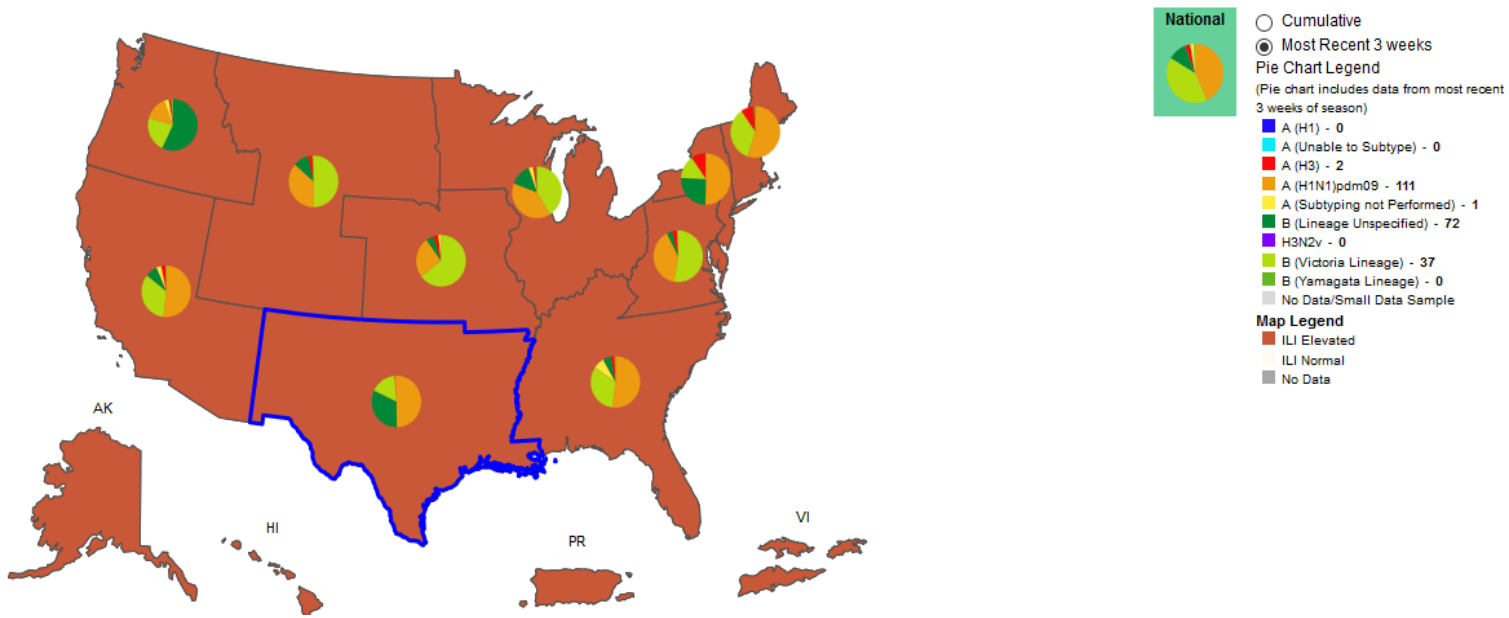 National
Cumulative
Most Recent 3 weeks
Pie Chart Legend
(Pie chart includes data from most recent
3 weeks of season)
A (H1) - 0
A (Unable to Subtype) - 0
A (H3) - 2
A (H1N1)pdm09 - 111
A (Subtyping not Performed) - 1
B (Lineage Unspecified) - 72
H3N2v - 0
B (Victoria Lineage) - 37
B (Yamagata Lineage) - 0
No Data/Small Data Sample
Map Legend
ILI Elevated
ILI Normal
No Data
AK
HI
PR
VI